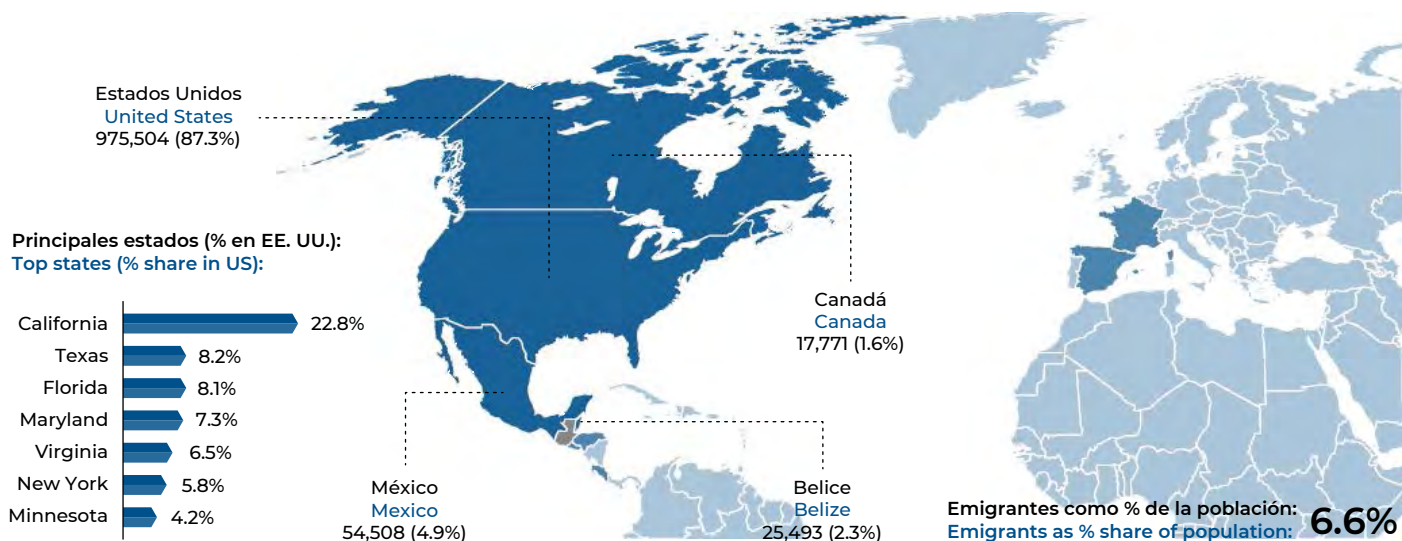 Estados Unidos
United States
975,504 (87.3%)
Principales estados (% en EE. UU.):
Top states (% share in US):
California 22.8%
Texas 8.2%
Florida 8.1%
Maryland 7.3%
Virginia 6.5%
New York 5.8%
Minnesota 4.2%
Canadá
Canada
17,771 (1.6%)
México
Mexico
54,508 (4.9%)
Belice
Belize
25,493 (2.3%)
Emigrantes como % de la población:
Emigrants as % share of population: 6.6%